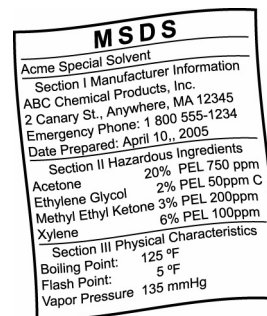 MSDS
Acme Special Solvent
Section I Manufacturer Information
ABC Chemical Products, Inc.
2 Canary St., Anywhere, MA 12345
Emergency Phone: 1 800 555-1234
Date Prepared: April 10,, 2005
Section II Hazardous Ingredients
Acetone 20% PEL 750 ppm
Ethylene Glycol 2% PEL 50ppm C
Methyl Ethyl Ketone 3% PEL 200ppm
Xylene 6% PEL 100ppm
Section III Physical Characteristics
Boiling Point: 125 ºF
Flash Point: 5 ºF
Vapor Pressure 135 mmHg